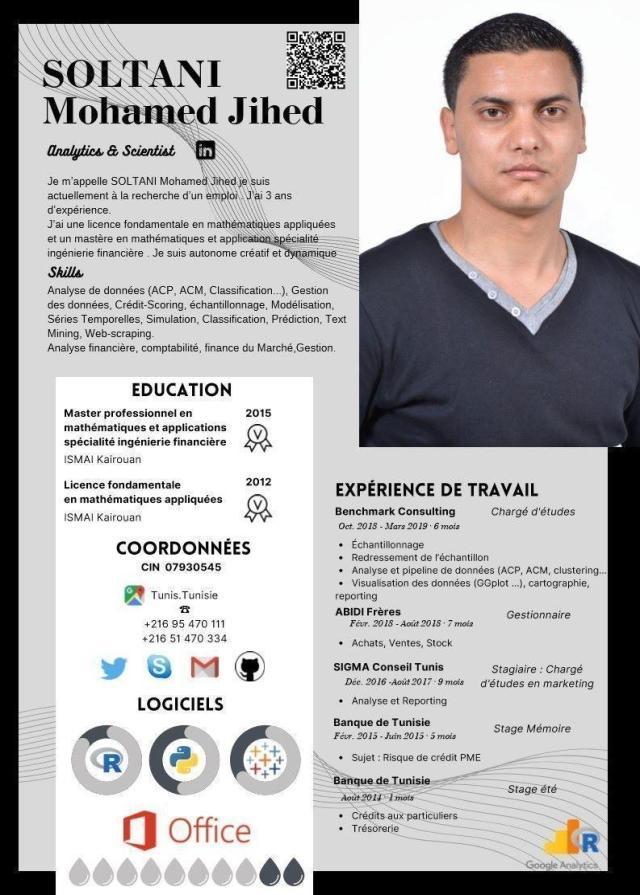 SOLTANI
Mohamed Jihed
Analytics & Scientist
in
Je m'appelle SOLTANI Mohamed Jihed je suis
actuellement à la recherche d'un emploi . J'ai 3 ans
d'expérience.
J'ai une licence fondamentale en mathématiques appliquées
et un mastère en mathématiques et application spécialité
ingénierie financière . Je suis autonome créatif et dynamique
Skills
Analyse de données (ACP, ACM, Classification...), Gestion
des données, Crédit-Scoring, échantillonnage, Modélisation,
Séries Temporelles, Simulation, Classification, Prédiction, Text
Mining, Web-scraping.
Analyse financière, comptabilité, finance du Marché,Gestion.
EDUCATION
Master professionnel en 2015
mathématiques et applications
spécialité ingénierie financière
ISMAI Kairouan
Licence fondamentale 2012
en mathématiques appliquées
ISMAI Kairouan
COORDONNÉES
CIN 07930545
Tunis.Tunisie
☎
+216 95 470 111
+216 51 470 334
LOGICIELS
R
Office
EXPÉRIENCE DE TRAVAIL
Benchmark Consulting Chargé d'études
Oct. 2018 - Mars 2019 · 6 mois
• Échantillonnage
• Redressement de l'échantillon
• Analyse et pipeline de données (ACP, ACM, clustering...
• Visualisation des données (GGplot ...), cartographie,
reporting
ABIDI Frères Gestionnaire
Févr. 2018 - Août 2018 · 7 mois
• Achats, Ventes, Stock
SIGMA Conseil Tunis Stagiaire : Chargé
Déc. 2016 -Août 2017 · 9 mois d'études en marketing
• Analyse et Reporting
Banque de Tunisie Stage Mémoire
Févr. 2015 - Juin 2015 · 5 mois
• Sujet : Risque de crédit PME
Banque de Tunisie Stage été
Août 2014 · 1 mois
• Crédits aux particuliers
• Trésorerie
R
Google Analytics